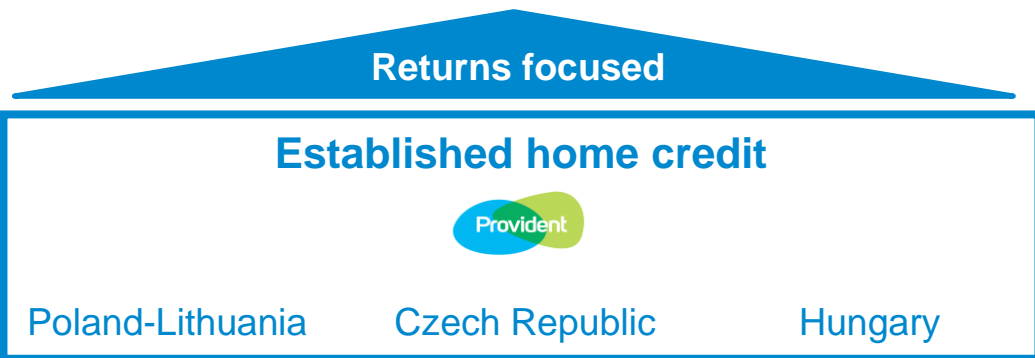 Returns focused
Established home credit
Provident
Poland-Lithuania Czech Republic Hungary